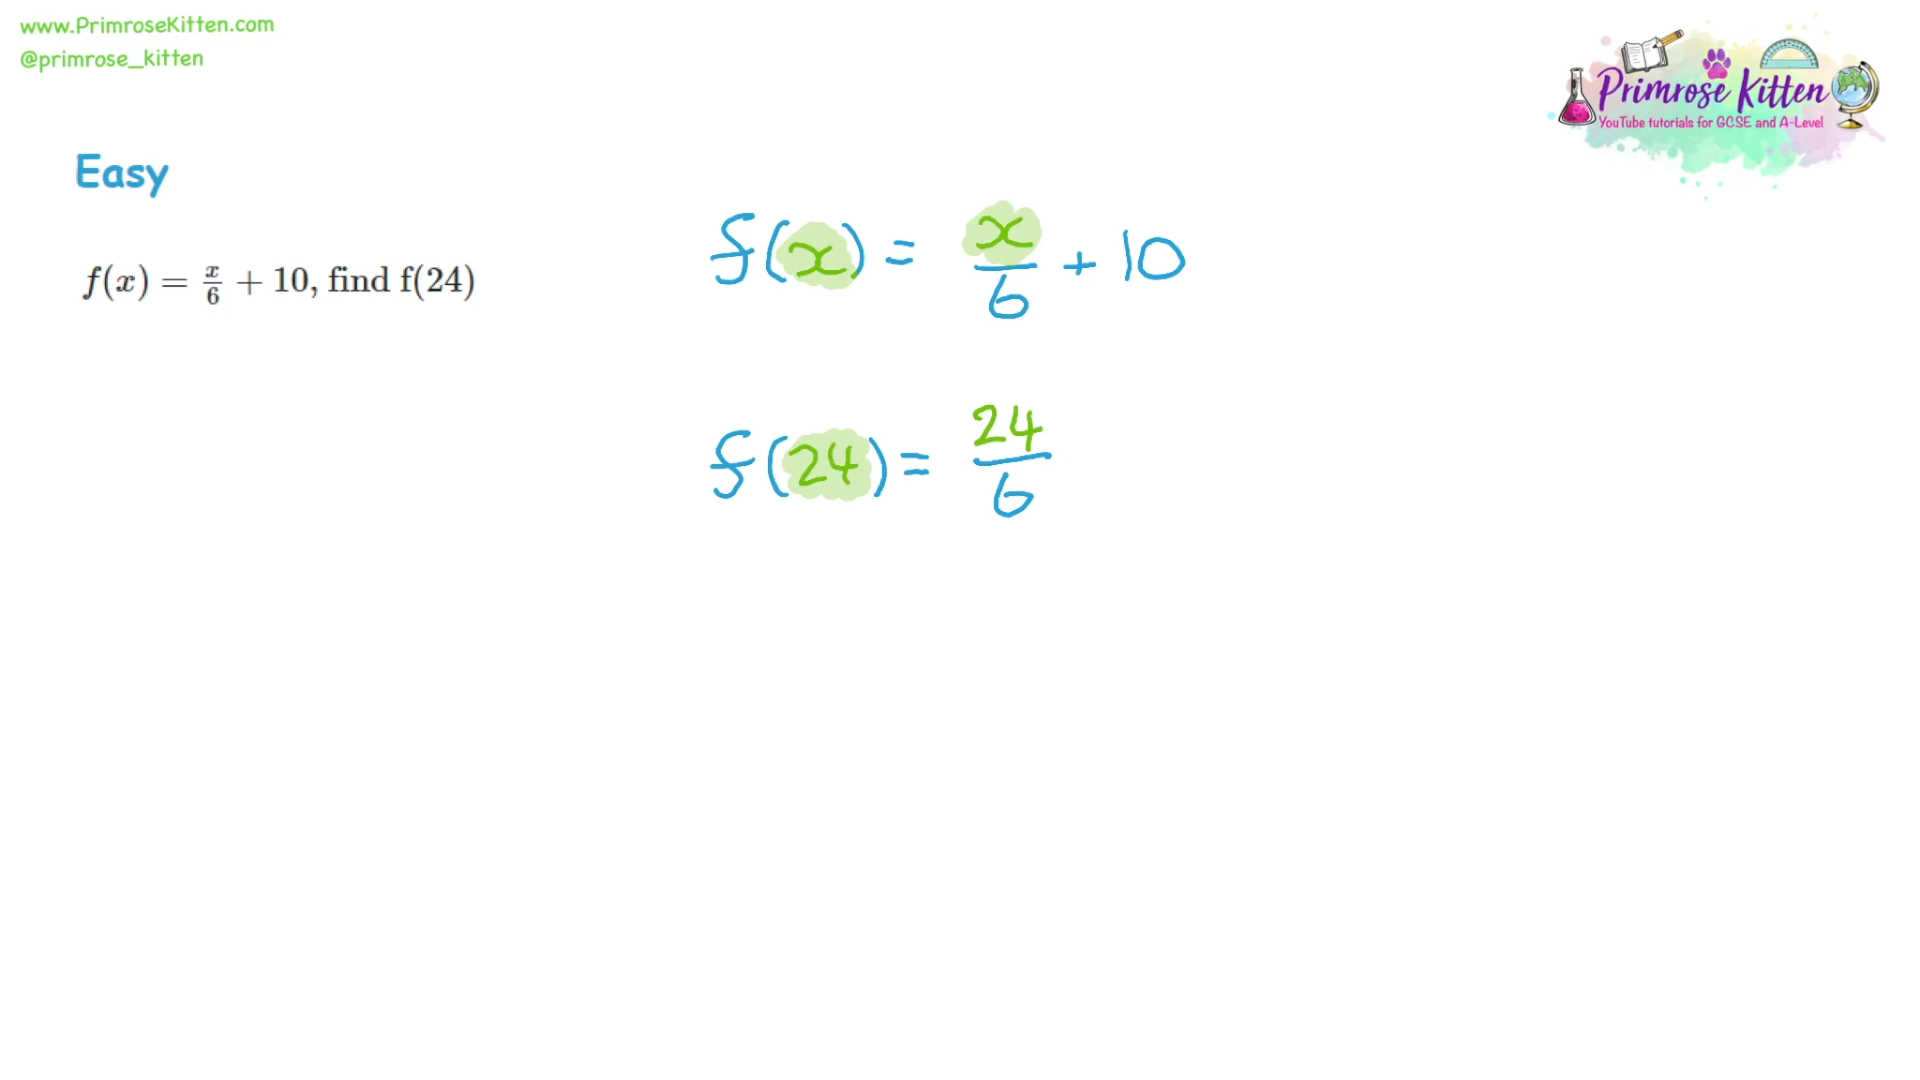 www.PrimroseKitten.com
@primrose_kitten
Primrose Kitten
YouTube tutorials for GCSE and A-Level
Easy
f(x) = x/6 + 10, find f(24)
f(x) = x/6 + 10
f(24) = 24/6